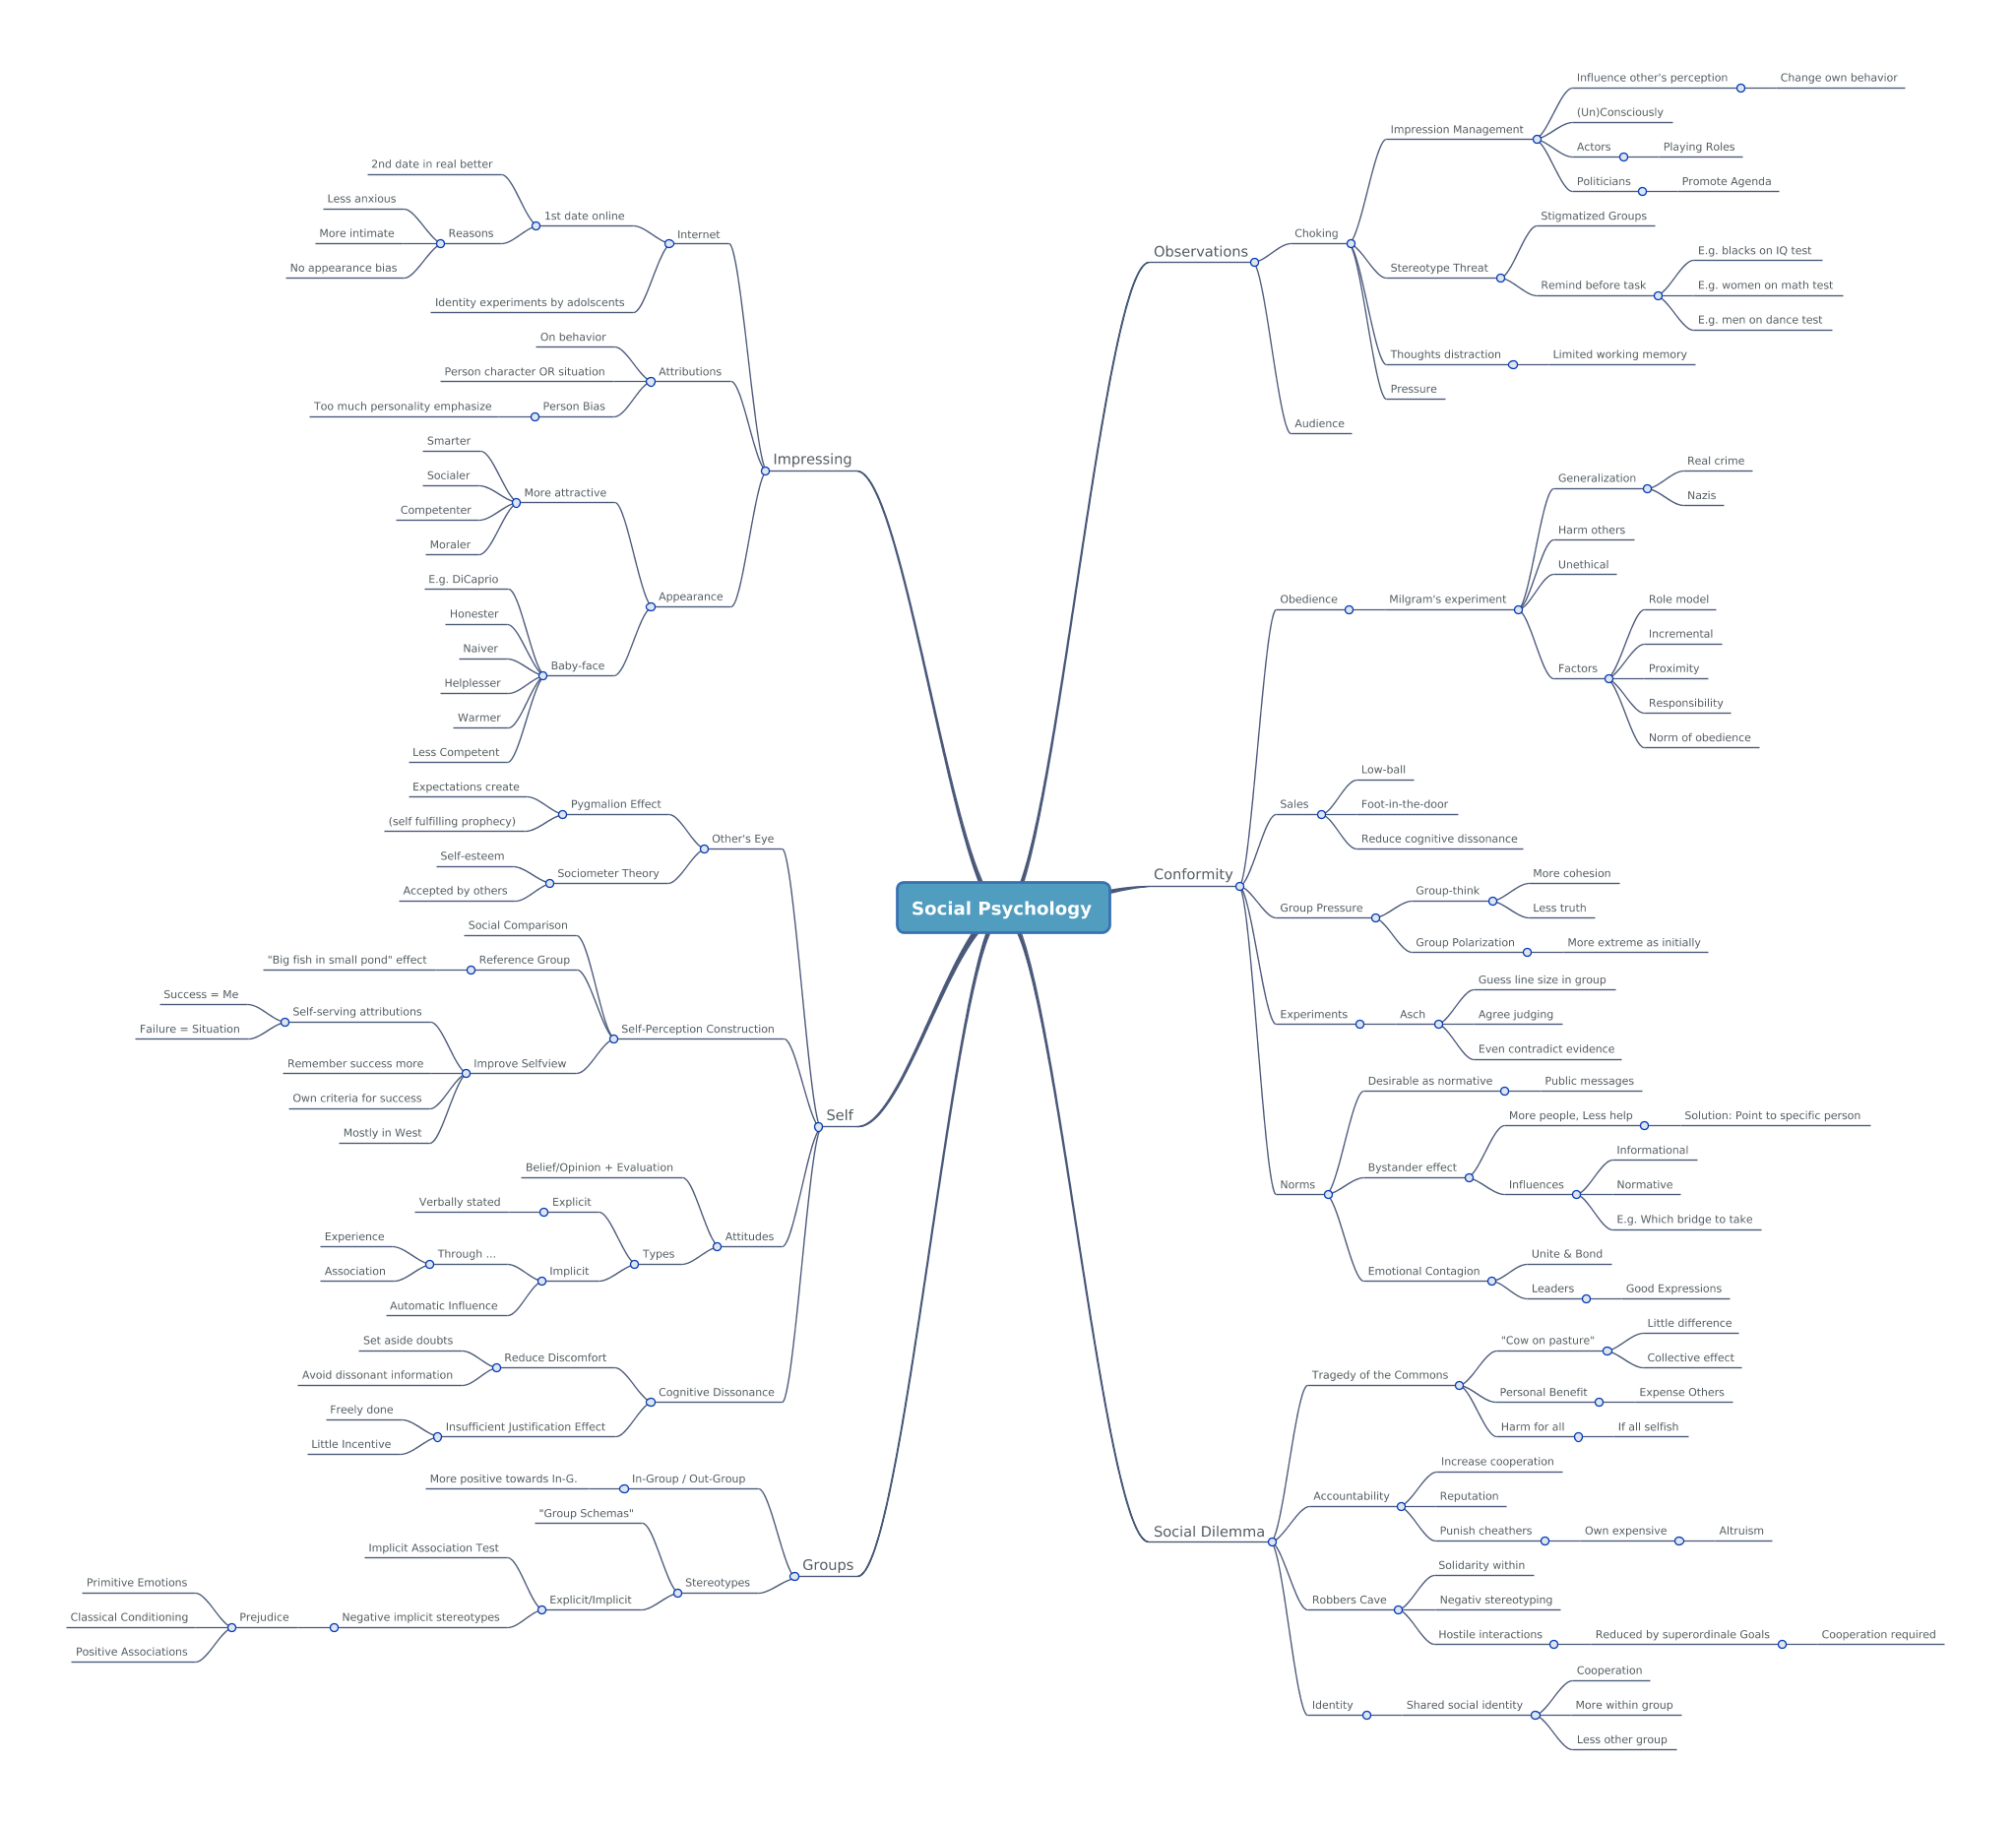 Social Psychology
Impressing
Internet
1st date online
2nd date in real better
Reasons
Less anxious
More intimate
No appearance bias
Identity experiments by adolscents
Attributions
On behavior
Person character OR situation
Person Bias
Too much personality emphasize
Appearance
More attractive
Smarter
Socialer
Competenter
Moraler
Baby-face
E.g. DiCaprio
Honester
Naiver
Helplesser
Warmer
Less Competent
Self
Other's Eye
Pygmalion Effect
Expectations create
(self fulfilling prophecy)
Sociometer Theory
Self-esteem
Accepted by others
Self-Perception Construction
Social Comparison
Reference Group
"Big fish in small pond" effect
Improve Selfview
Self-serving attributions
Success = Me
Failure = Situation
Remember success more
Own criteria for success
Mostly in West
Attitudes
Belief/Opinion + Evaluation
Types
Explicit
Verbally stated
Implicit
Through ...
Experience
Association
Automatic Influence
Cognitive Dissonance
Reduce Discomfort
Set aside doubts
Avoid dissonant information
Insufficient Justification Effect
Freely done
Little Incentive
Groups
In-Group / Out-Group
More positive towards In-G.
Stereotypes
"Group Schemas"
Explicit/Implicit
Implicit Association Test
Negative implicit stereotypes
Prejudice
Primitive Emotions
Classical Conditioning
Positive Associations
Observations
Choking
Impression Management
Influence other's perception
Change own behavior
(Un)Consciously
Actors
Playing Roles
Politicians
Promote Agenda
Stereotype Threat
Stigmatized Groups
Remind before task
E.g. blacks on IQ test
E.g. women on math test
E.g. men on dance test
Thoughts distraction
Limited working memory
Pressure
Audience
Conformity
Obedience
Milgram's experiment
Generalization
Real crime
Nazis
Harm others
Unethical
Factors
Role model
Incremental
Proximity
Responsibility
Norm of obedience
Sales
Low-ball
Foot-in-the-door
Reduce cognitive dissonance
Group Pressure
Group-think
More cohesion
Less truth
Group Polarization
More extreme as initially
Experiments
Asch
Guess line size in group
Agree judging
Even contradict evidence
Norms
Desirable as normative
Public messages
Bystander effect
More people, Less help
Solution: Point to specific person
Influences
Informational
Normative
E.g. Which bridge to take
Emotional Contagion
Unite & Bond
Leaders
Good Expressions
Social Dilemma
Tragedy of the Commons
"Cow on pasture"
Little difference
Collective effect
Personal Benefit
Expense Others
Harm for all
If all selfish
Accountability
Increase cooperation
Reputation
Punish cheathers
Own expensive
Altruism
Robbers Cave
Solidarity within
Negativ stereotyping
Hostile interactions
Reduced by superordinale Goals
Cooperation required
Identity
Shared social identity
Cooperation
More within group
Less other group